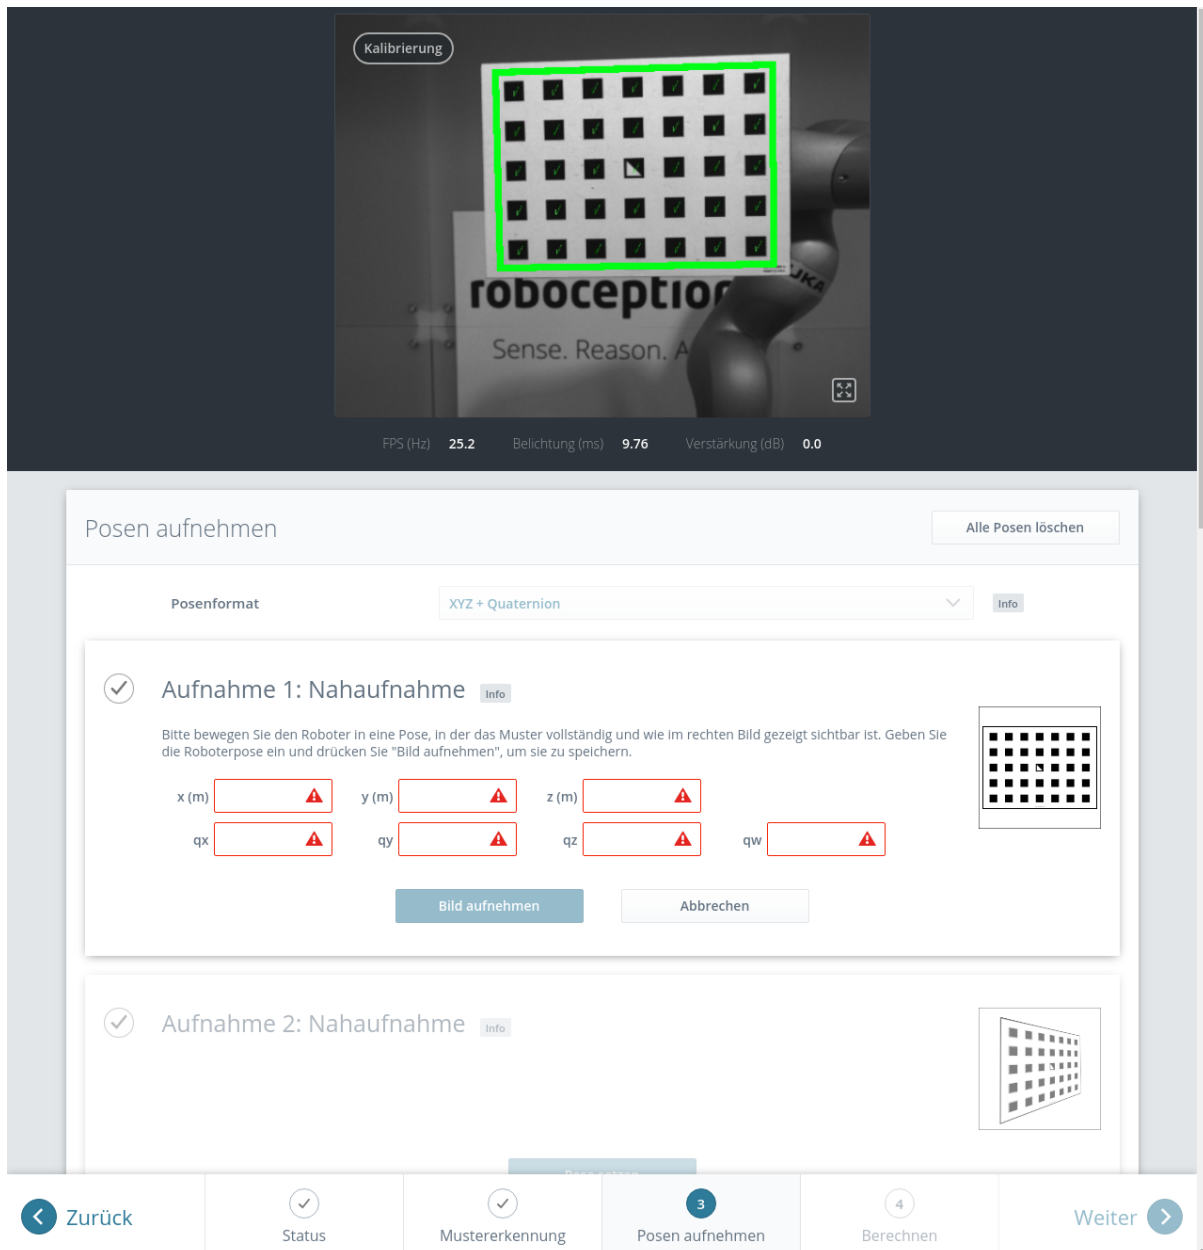 Kalibrierung
KUKA
roboception
Sense. Reason. A
FPS (Hz) 25.2 Belichtung (ms) 9.76 Verstärkung (dB) 0.0
Posen aufnehmen
Alle Posen löschen
Posenformat XYZ + Quaternion Info
Aufnahme 1: Nahaufnahme Info
Bitte bewegen Sie den Roboter in eine Pose, in der das Muster vollständig und wie im rechten Bild gezeigt sichtbar ist. Geben Sie
die Roboterpose ein und drücken Sie "Bild aufnehmen", um sie zu speichern.
x (m) y (m) z (m)
qx qy qz qw
Bild aufnehmen Abbrechen
Aufnahme 2: Nahaufnahme Info
Pose setzen
Zurück
Status
Mustererkennung
3
Posen aufnehmen
4
Berechnen
Weiter